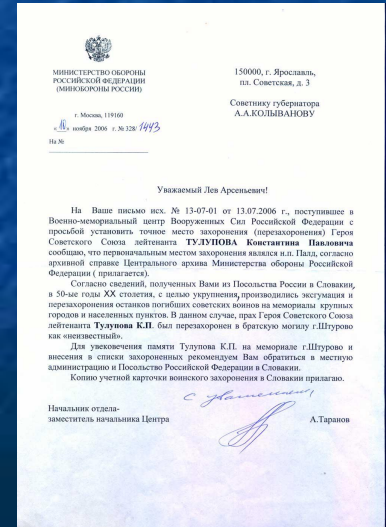 МИНИСТЕРСТВО ОБОРОНЫ
РОССИЙСКОЙ ФЕДЕРАЦИИ
(МИНОБОРОНЫ РОССИИ)
г. Москва, 119160
«10» ноября 2006 г. № 328/ 1443
На №
150000, г. Ярославль,
пл. Советская, д. 3
Советнику губернатора
А.А.КОЛЫВАНОВУ
Уважаемый Лев Арсеньевич!
На Ваше письмо исх. № 13-07-01 от 13.07.2006 г., поступившее в
Военно-мемориальный центр Вооруженных Сил Российской Федерации с
просьбой установить точное место захоронения (перезахоронения) Героя
Советского Союза лейтенанта ТУЛУПОВА Константина Павловича
сообщаю, что первоначальным местом захоронения являлся н.п. Палд, согласно
архивной справке Центрального архива Министерства обороны Российской
Федерации ( прилагается).
Согласно сведений, полученных Вами из Посольства России в Словакии,
в 50-ые годы XX столетия, с целью укрупнения, производились эксгумация и
перезахоронения останков погибших советских воинов на мемориалы крупных
городов и населенных пунктов. В данном случае, прах Героя Советского Союза
лейтенанта Тулупова К.П. был перезахоронен в братскую могилу г.Штурово
как «неизвестный».
Для увековечения памяти Тулупова К.П. на мемориале г.Штурово и
внесения в списки захороненных рекомендуем Вам обратиться в местную
администрацию и Посольство Российской Федерации в Словакии.
Копию учетной карточки воинского захоронения в Словакии прилагаю.
С уважением,
Начальник отдела-
заместитель начальника Центра
А.Таранов